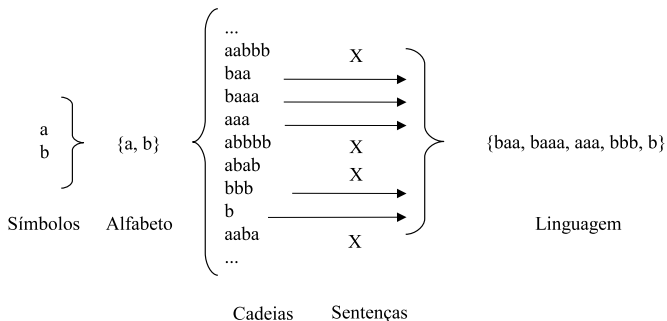 a
b
Símbolos
{a, b}
Alfabeto
...
aabbb
baa
baaa
aaa
abbbb
abab
bbb
b
aaba
...
Cadeias
X
X
X
X
Sentenças
{baa, baaa, aaa, bbb, b}
Linguagem